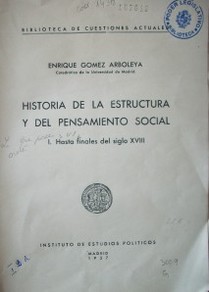 BIBLIOTECA DE CUESTIONES ACTUALES
ENRIQUE GOMEZ ARBOLEYA
Catedrático de la Universidad de Madrid
HISTORIA DE LA ESTRUCTURA
Y DEL PENSAMIENTO SOCIAL
I. Hasta finales del siglo XVIII
INSTITUTO DE ESTUDIOS POLITICOS
MADRID
1957